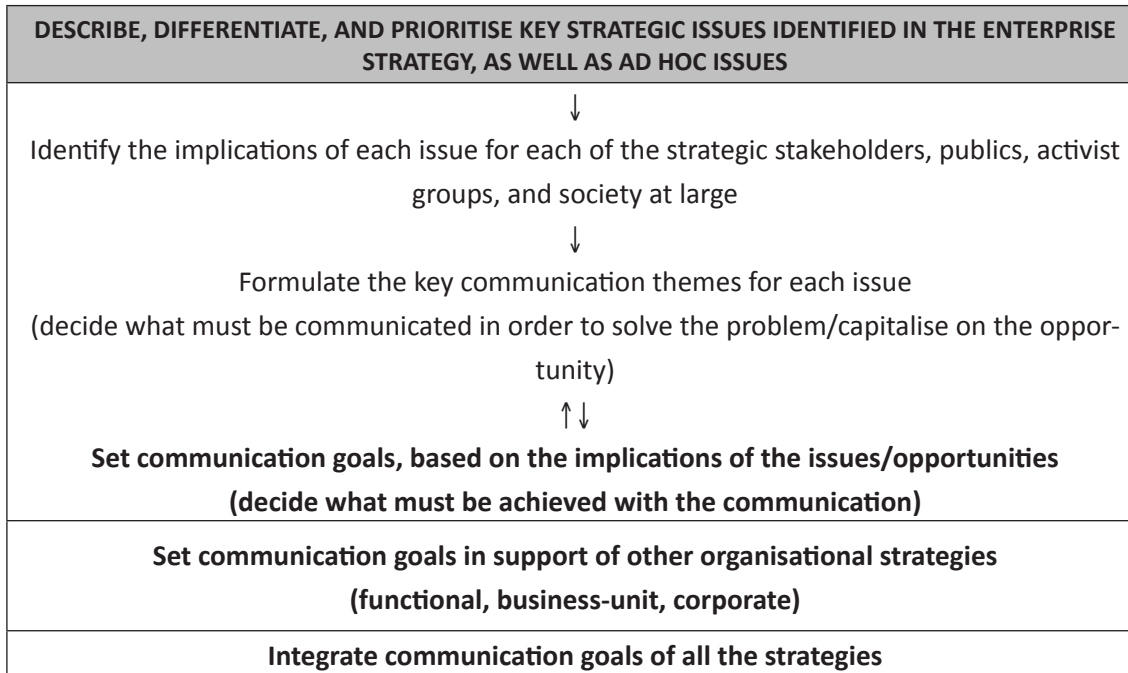 DESCRIBE, DIFFERENTIATE, AND PRIORITISE KEY STRATEGIC ISSUES IDENTIFIED IN THE ENTERPRISE
STRATEGY, AS WELL AS AD HOC ISSUES
↓
Identify the implications of each issue for each of the strategic stakeholders, publics, activist
groups, and society at large
↓
Formulate the key communication themes for each issue
(decide what must be communicated in order to solve the problem/capitalise on the oppor-
tunity)
↑↓
Set communication goals, based on the implications of the issues/opportunities
(decide what must be achieved with the communication)
Set communication goals in support of other organisational strategies
(functional, business-unit, corporate)
Integrate communication goals of all the strategies